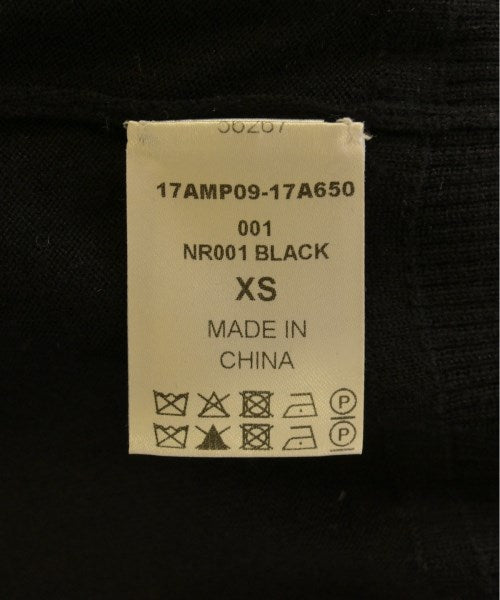 56267
17AMP09-17A650
001
NR001 BLACK
XS
MADE IN
CHINA
P
P